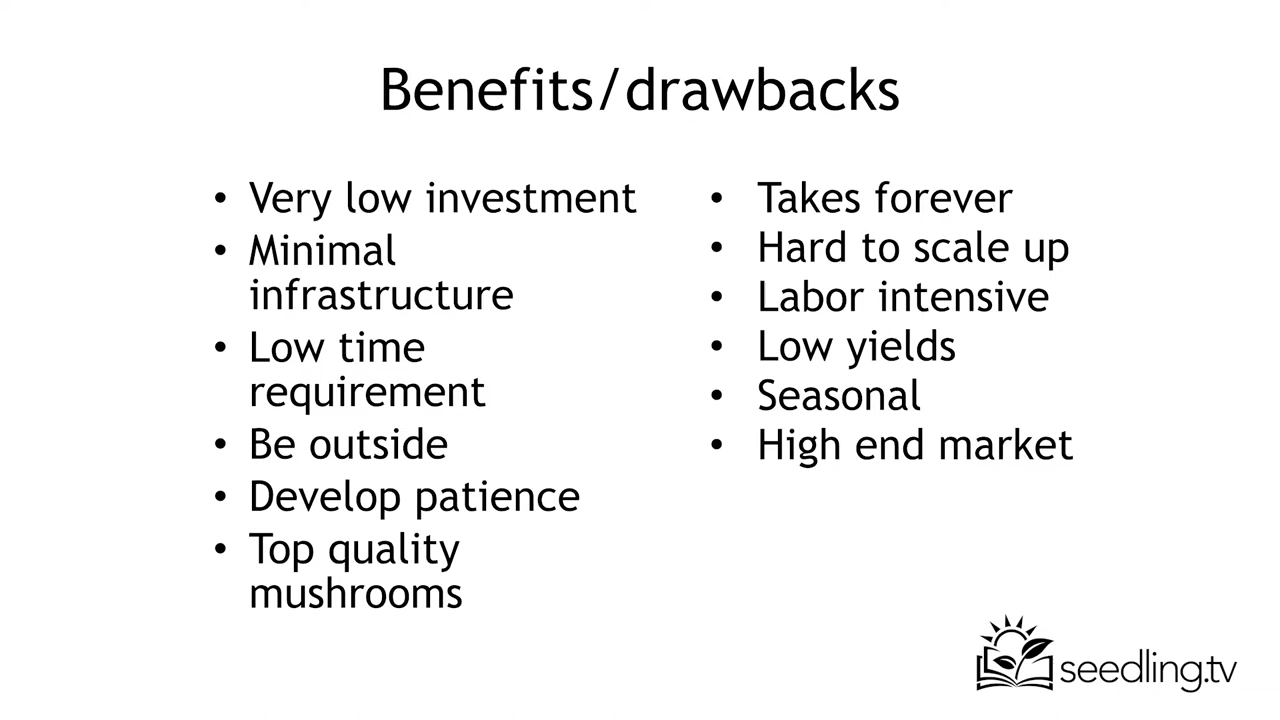 Benefits/drawbacks
• Very low investment
• Minimal
infrastructure
• Low time
requirement
• Be outside
• Develop patience
• Top quality
mushrooms
• Takes forever
• Hard to scale up
• Labor intensive
• Low yields
• Seasonal
• High end market
seedling.tv